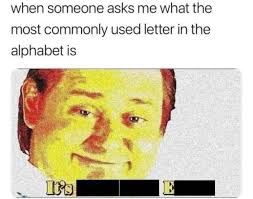 when someone asks me what the
most commonly used letter in the
alphabet is
It's E